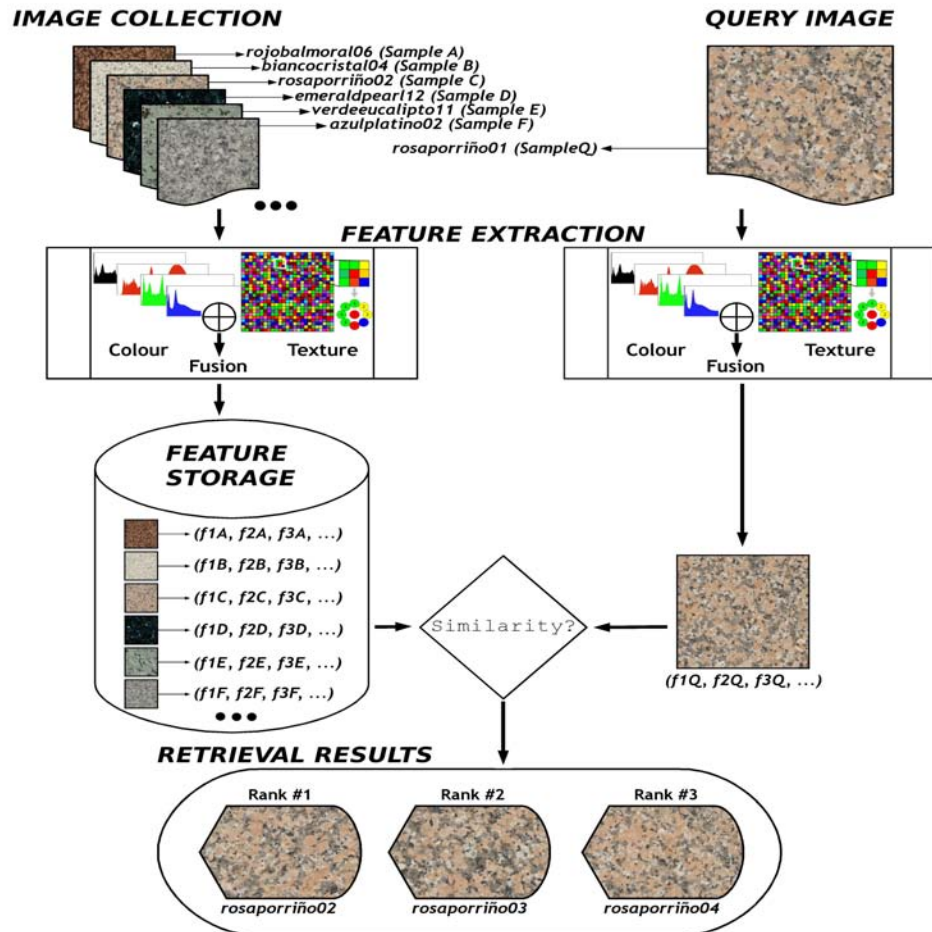 IMAGE COLLECTION
rojobalmoral06 (Sample A)
biancocristal04 (Sample B)
rosaporriño02 (Sample C)
emeraldpearl12 (Sample D)
verdeeucalipto11 (Sample E)
azulplatino02 (Sample F)
QUERY IMAGE
rosaporriño01 (SampleQ)
FEATURE EXTRACTION
Colour
Texture
Fusion
Colour
Texture
Fusion
FEATURE
STORAGE
(f1A, f2A, f3A, ...)
(f1B, f2B, f3B, ...)
(f1C, f2C, f3C, ...)
(f1D, f2D, f3D, ...)
(f1E, f2E, f3E, ...)
(f1F, f2F, f3F, ...)
Similarity?
(f1Q, f2Q, f3Q, ...)
RETRIEVAL RESULTS
Rank #1
Rank #2
Rank #3
rosaporriño02
rosaporriño03
rosaporriño04